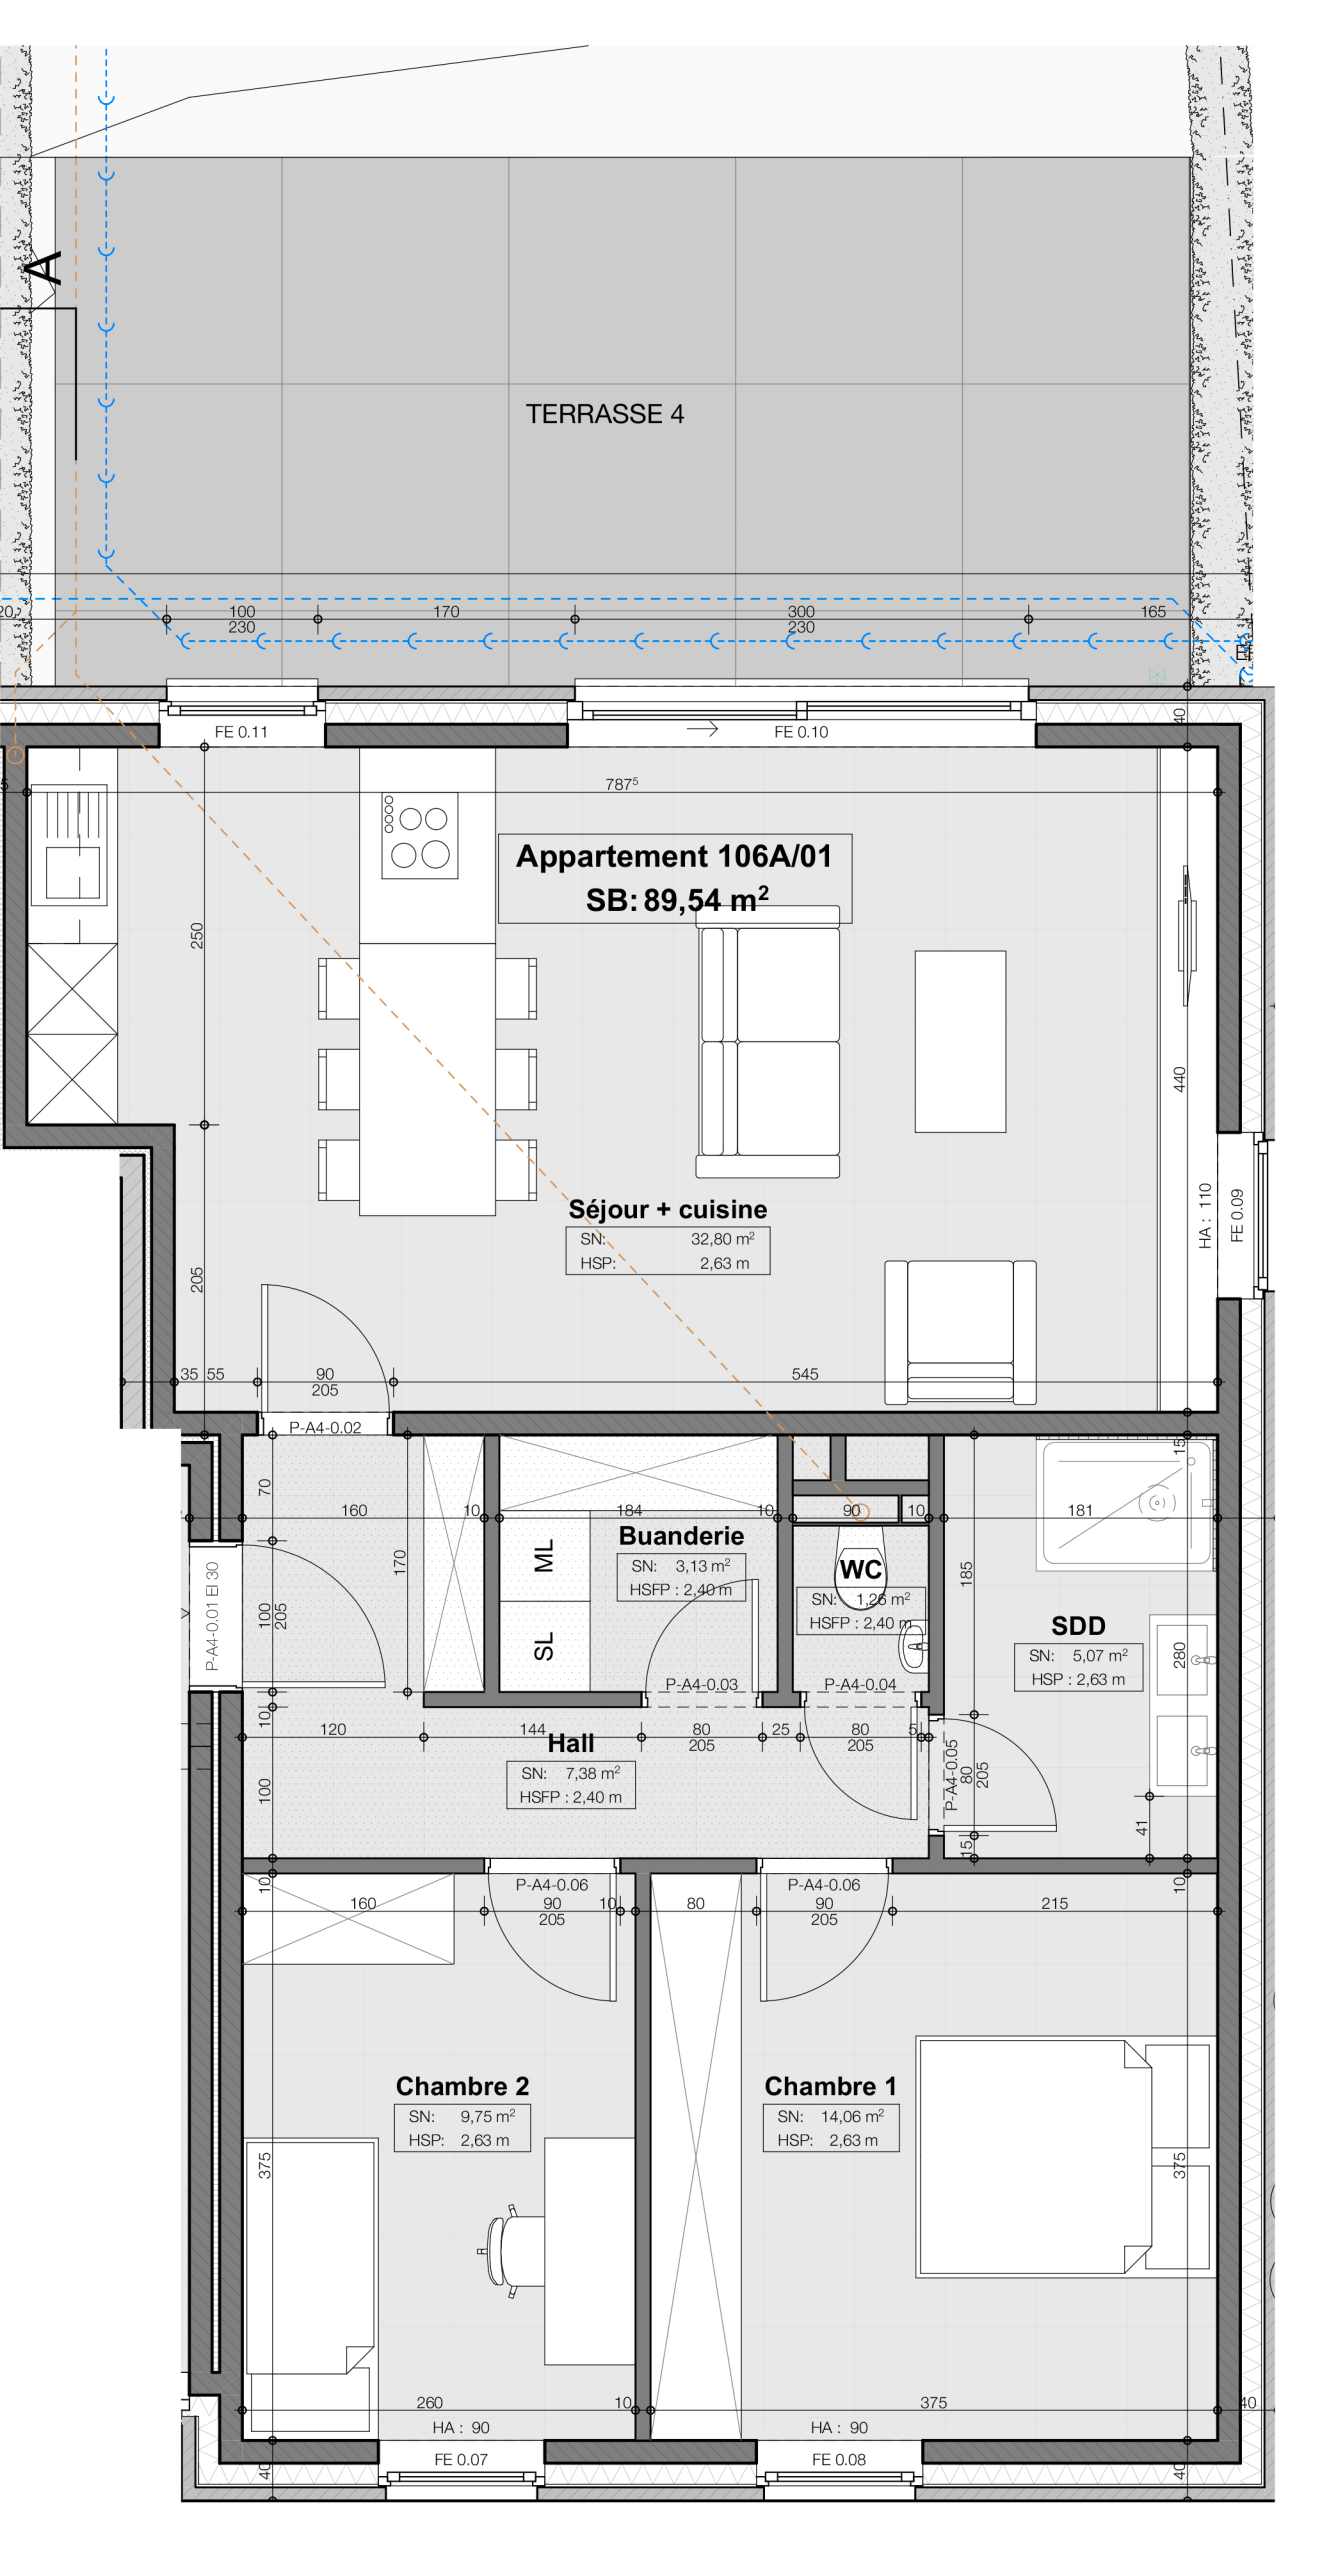 A
TERRASSE 4
100
230
170
300
230
165
FE 0.11
FE 0.10
40
787⁵
Appartement 106A/01
SB: 89,54 m²
250
440
Séjour + cuisine
SN: 32,80 m²
HSP: 2,63 m
HA : 110
FE 0.09
205
35
55
90
205
545
P-A4-0.02
15
70
160
10
184
10
90
10
181
Buanderie
SN: 3,13 m²
HSFP : 2,40 m
ML
SL
WC
SN: 1,26 m²
HSFP : 2,40 m
170
185
P-A4-0.01 EI 30
100
205
SDD
SN: 5,07 m²
HSP : 2,63 m
280
P-A4-0.03
P-A4-0.04
10
120
144
80
205
25
80
205
5
P-A4-0.05
80
205
Hall
SN: 7,38 m²
HSFP : 2,40 m
100
41
15
10
P-A4-0.06
P-A4-0.06
10
160
90
205
10
80
90
205
215
Chambre 2
SN: 9,75 m²
HSP: 2,63 m
Chambre 1
SN: 14,06 m²
HSP: 2,63 m
375
375
260
10
375
40
HA : 90
HA : 90
FE 0.07
FE 0.08
40
40